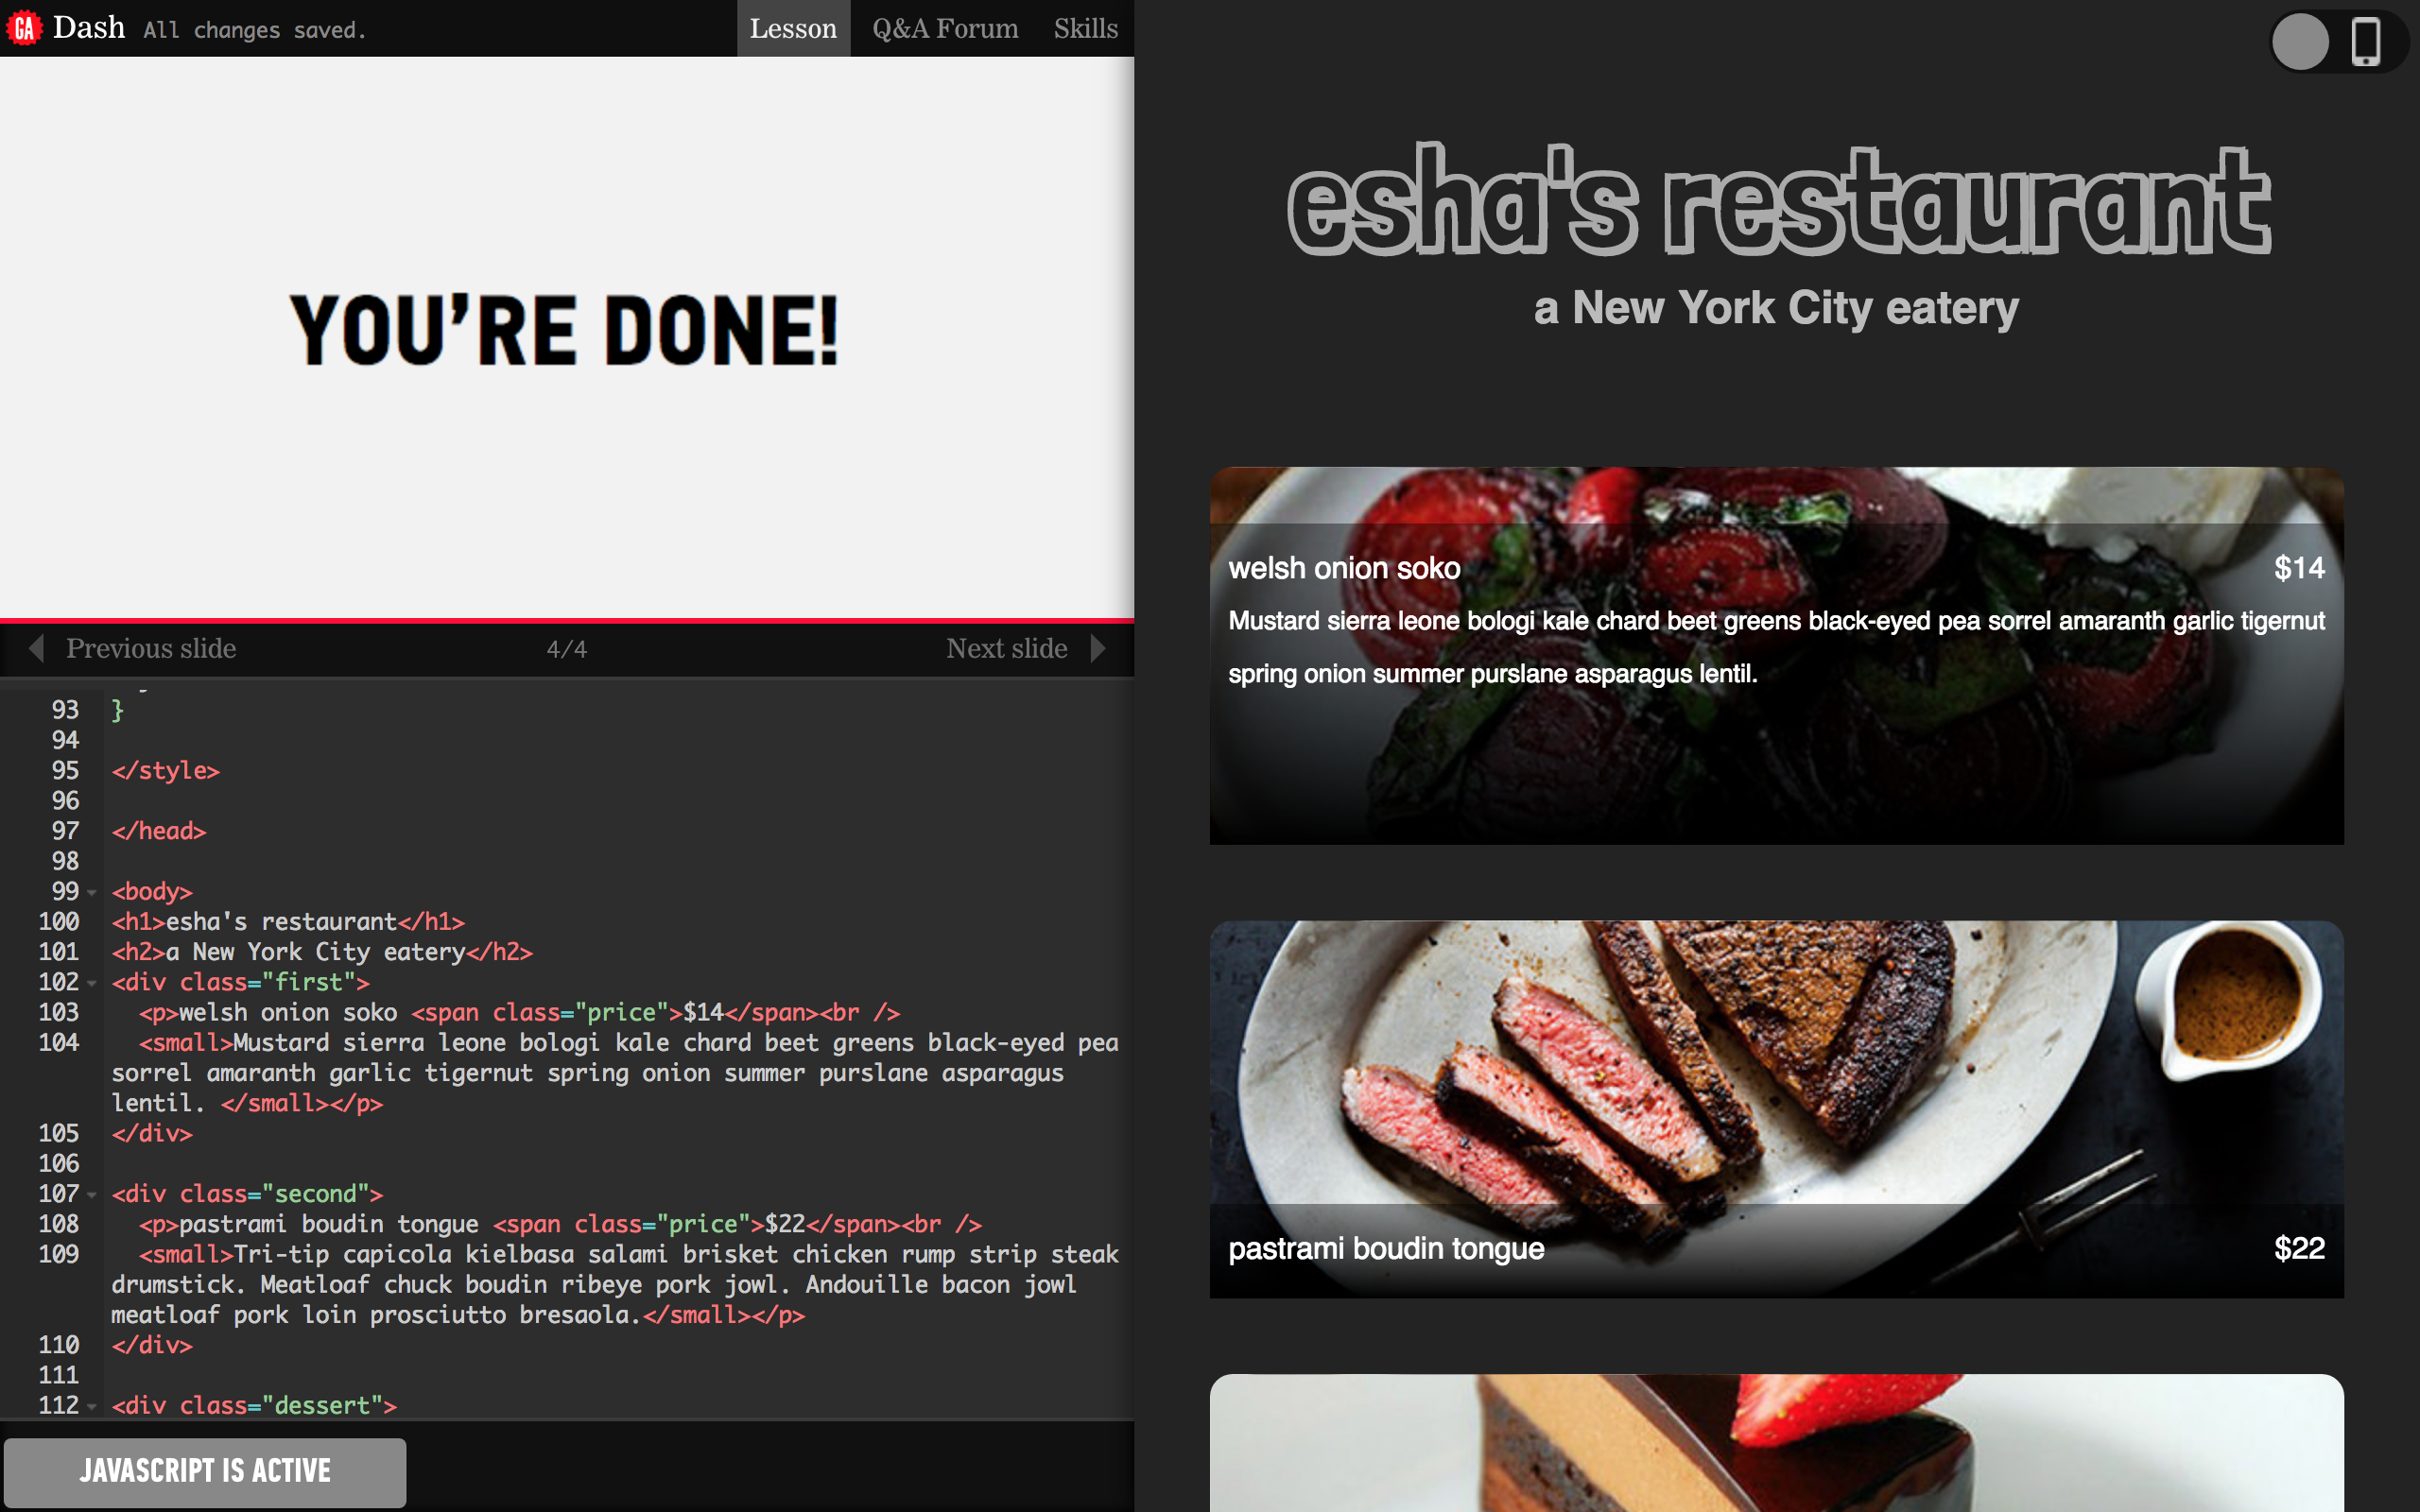 GA Dash All changes saved.
Lesson Q&A Forum Skills
YOU'RE DONE!
Previous slide 4/4 Next slide
93 }
94
95 </style>
96
97 </head>
98
99 <body>
100 <h1>esha's restaurant</h1>
101 <h2>a New York City eatery</h2>
102 <div class="first">
103 <p>welsh onion soko <span class="price">$14</span><br />
104 <small>Mustard sierra leone bologi kale chard beet greens black-eyed pea
sorrel amaranth garlic tigernut spring onion summer purslane asparagus
lentil. </small></p>
105 </div>
106
107 <div class="second">
108 <p>pastrami boudin tongue <span class="price">$22</span><br />
109 <small>Tri-tip capicola kielbasa salami brisket chicken rump strip steak
drumstick. Meatloaf chuck boudin ribeye pork jowl. Andouille bacon jowl
meatloaf pork loin prosciutto bresaola.</small></p>
110 </div>
111
112 <div class="dessert">
JAVASCRIPT IS ACTIVE
esha's restaurant
a New York City eatery
welsh onion soko $14
Mustard sierra leone bologi kale chard beet greens black-eyed pea sorrel amaranth garlic tigernut
spring onion summer purslane asparagus lentil.
pastrami boudin tongue $22